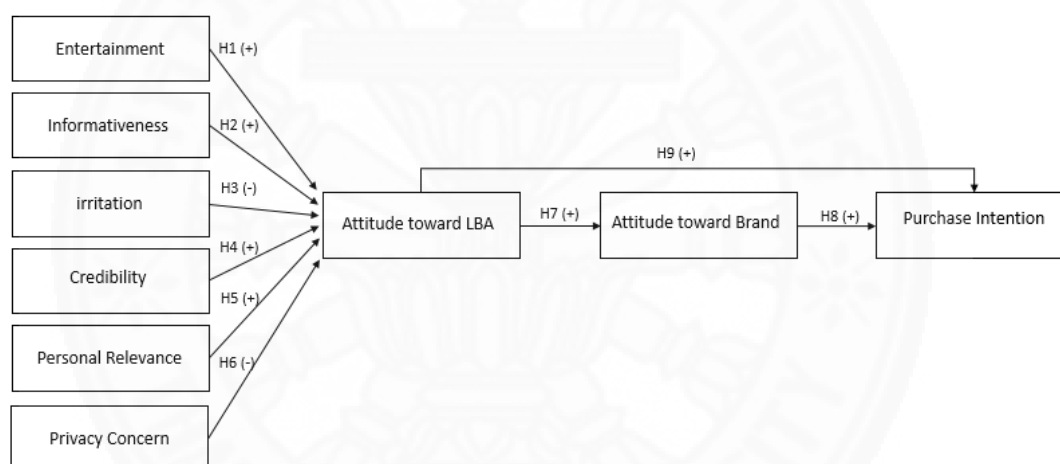 Entertainment
H1 (+)
Informativeness
H2 (+)
H9 (+)
irritation
H3 (-)
Attitude toward LBA
H7 (+)
Attitude toward Brand
H8 (+)
Purchase Intention
H4 (+)
Credibility
H5 (+)
Personal Relevance
H6 (-)
Privacy Concern